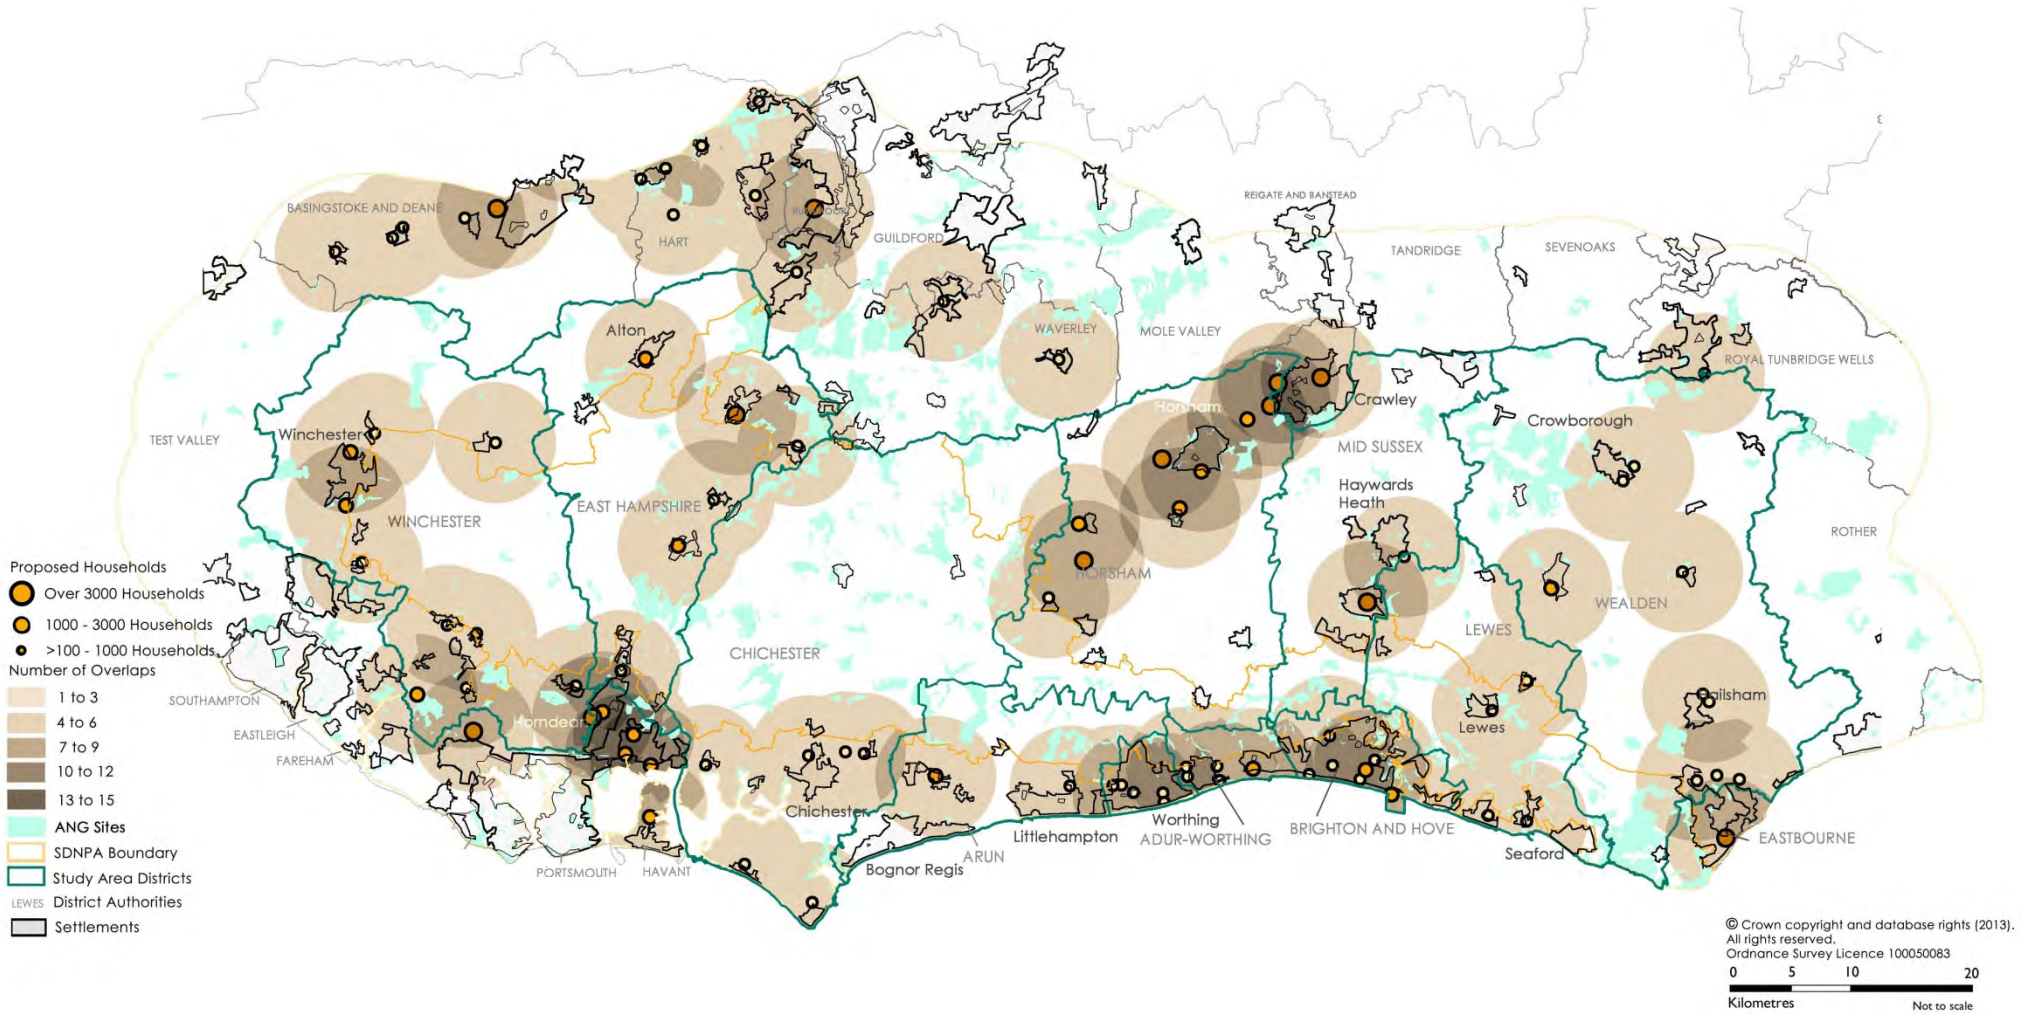 REIGATE AND BANSTEAD
BASINGSTOKE AND DEANE
HART
GUILDFORD
TANDRIDGE
SEVENOAKS
Alton
WAVERLEY
MOLE VALLEY
ROYAL TUNBRIDGE WELLS
Horsham
Crawley
TEST VALLEY
Winchester
Crowborough
MID SUSSEX
Haywards
Heath
EAST HAMPSHIRE
WINCHESTER
ROTHER
HORSHAM
WEALDEN
LEWES
CHICHESTER
Hailsham
SOUTHAMPTON
Horndean
Lewes
EASTLEIGH
FAREHAM
Chichester
Littlehampton
Worthing
ADUR-WORTHING
BRIGHTON AND HOVE
EASTBOURNE
ARUN
Seaford
PORTSMOUTH
HAVANT
Bognor Regis
Proposed Households
Over 3000 Households
1000 - 3000 Households
>100 - 1000 Households
Number of Overlaps
1 to 3
4 to 6
7 to 9
10 to 12
13 to 15
ANG Sites
SDNPA Boundary
Study Area Districts
LEWES District Authorities
Settlements
© Crown copyright and database rights (2013).
All rights reserved.
Ordnance Survey Licence 100050083
0 5 10 20
Kilometres Not to scale